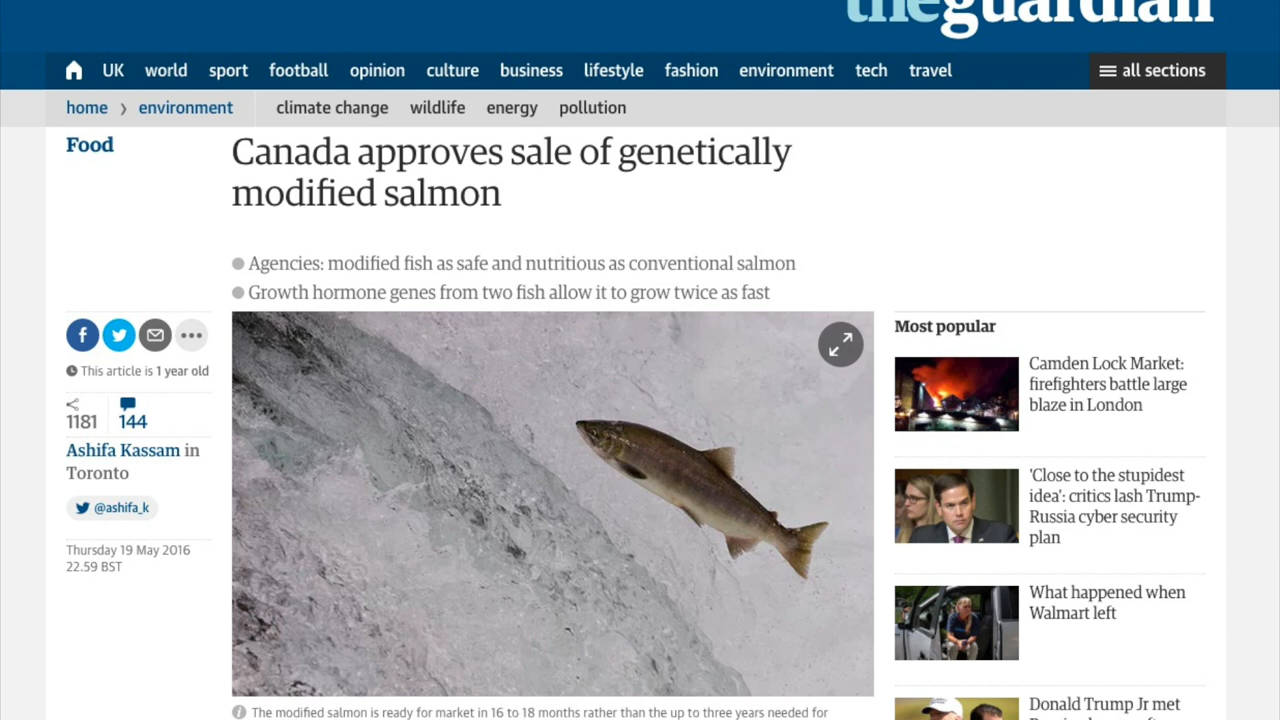 theguardian
UK world sport football opinion culture business lifestyle fashion environment tech travel all sections
home › environment climate change wildlife energy pollution
Food
Canada approves sale of genetically
modified salmon
Agencies: modified fish as safe and nutritious as conventional salmon
Growth hormone genes from two fish allow it to grow twice as fast
This article is 1 year old
1181 144
Ashifa Kassam in
Toronto
@ashifa_k
Thursday 19 May 2016
22.59 BST
The modified salmon is ready for market in 16 to 18 months rather than the up to three years needed for
Most popular
Camden Lock Market:
firefighters battle large
blaze in London
'Close to the stupidest
idea': critics lash Trump-
Russia cyber security
plan
What happened when
Walmart left
Donald Trump Jr met